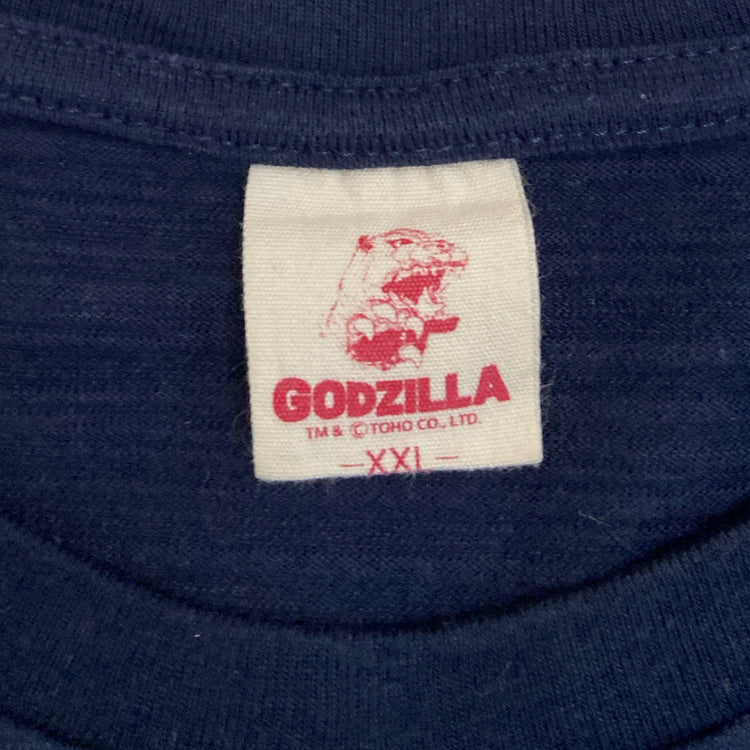 GODZILLA
TM & ©TOHO CO., LTD.
—XXL—